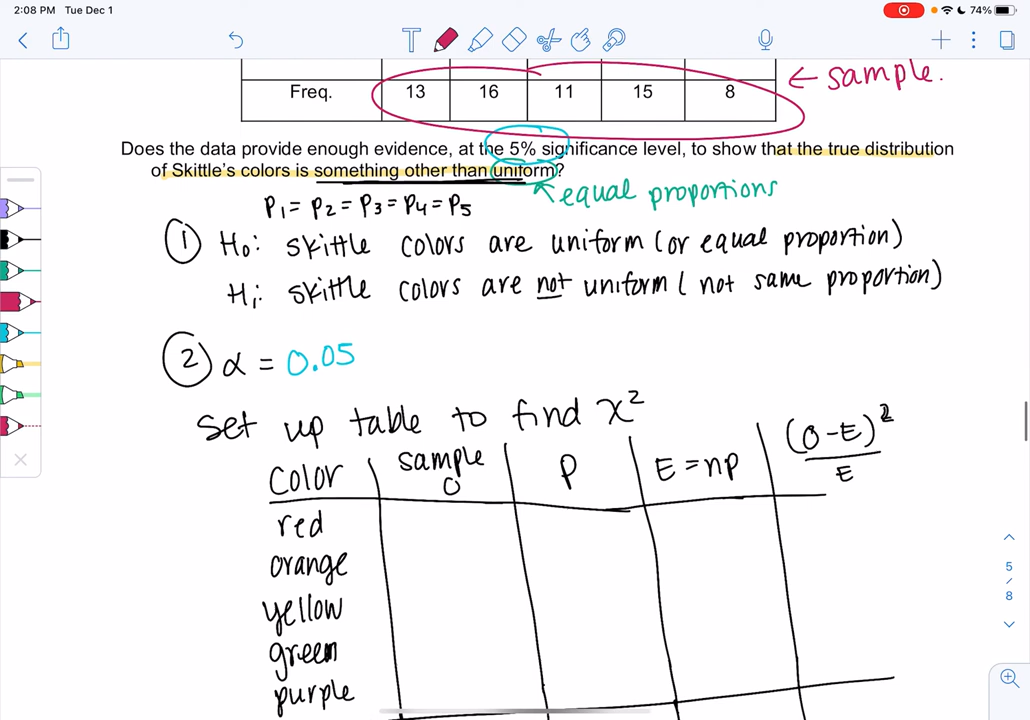 2:08 PM Tue Dec 1
74%
← sample.
Freq. 13 16 11 15 8
Does the data provide enough evidence, at the 5% significance level, to show that the true distribution
of Skittle's colors is something other than uniform?
equal proportions
P₁ = P₂ = P₃ = P₄ = P₅
① H₀: skittle colors are uniform (or equal proportion)
H₁: skittle colors are not uniform ( not same proportion)
② α = 0.05
Set up table to find χ²
Color sample O P E = np (O-E)²/E
red
orange
yellow
green
purple
5
/
8